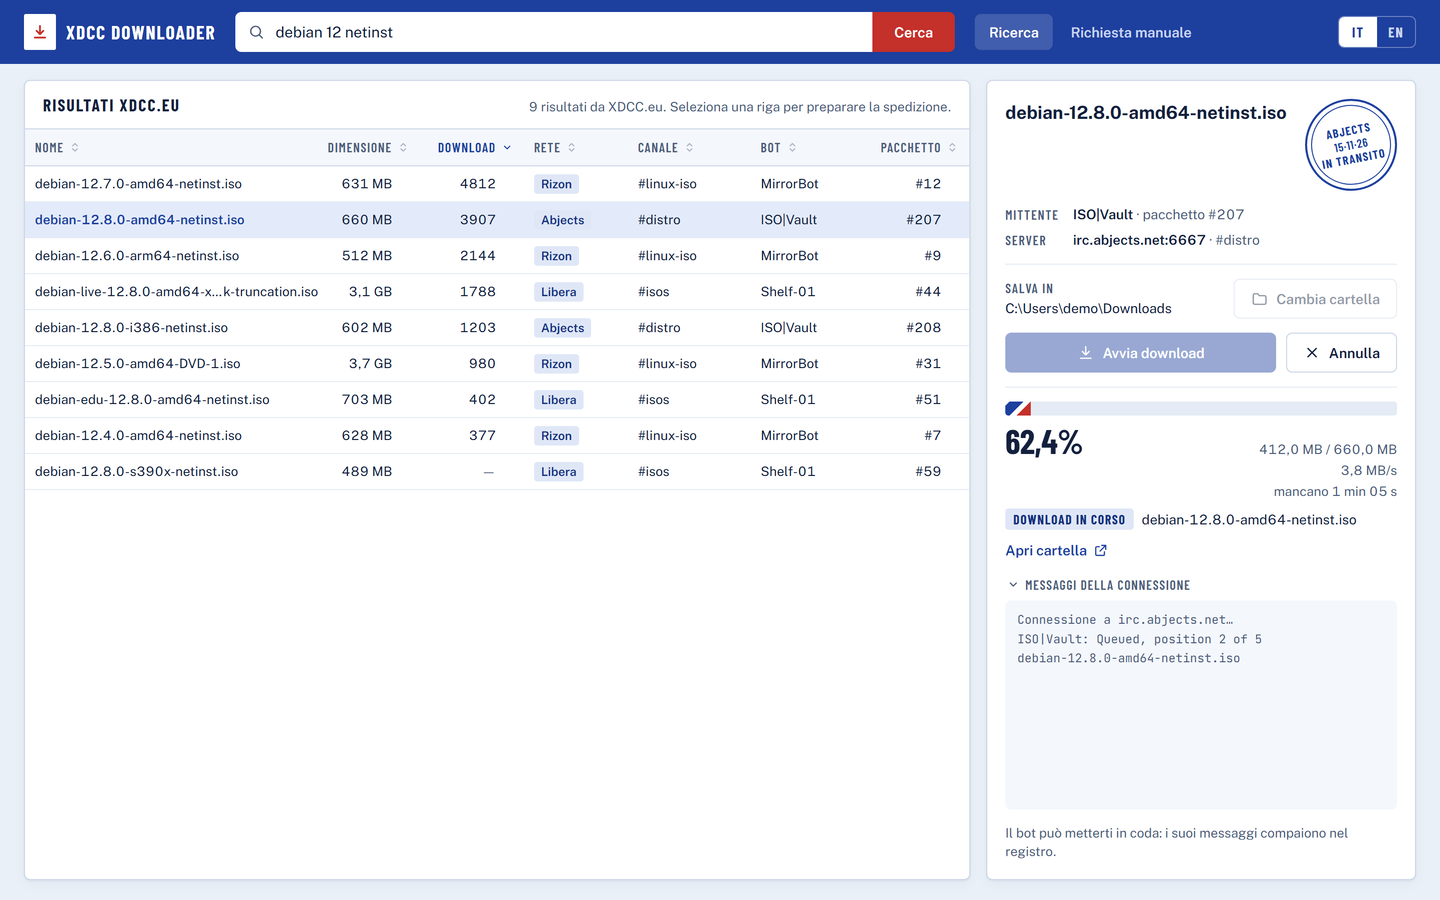 XDCC DOWNLOADER
debian 12 netinst
Cerca
Ricerca
Richiesta manuale
IT
EN
RISULTATI XDCC.EU
9 risultati da XDCC.eu. Seleziona una riga per preparare la spedizione.
NOME DIMENSIONE DOWNLOAD RETE CANALE BOT PACCHETTO
debian-12.7.0-amd64-netinst.iso 631 MB 4812 Rizon #linux-iso MirrorBot #12
debian-12.8.0-amd64-netinst.iso 660 MB 3907 Abjects #distro ISO|Vault #207
debian-12.6.0-arm64-netinst.iso 512 MB 2144 Rizon #linux-iso MirrorBot #9
debian-live-12.8.0-amd64-x...k-truncation.iso 3,1 GB 1788 Libera #isos Shelf-01 #44
debian-12.8.0-i386-netinst.iso 602 MB 1203 Abjects #distro ISO|Vault #208
debian-12.5.0-amd64-DVD-1.iso 3,7 GB 980 Rizon #linux-iso MirrorBot #31
debian-edu-12.8.0-amd64-netinst.iso 703 MB 402 Libera #isos Shelf-01 #51
debian-12.4.0-amd64-netinst.iso 628 MB 377 Rizon #linux-iso MirrorBot #7
debian-12.8.0-s390x-netinst.iso 489 MB — Libera #isos Shelf-01 #59
debian-12.8.0-amd64-netinst.iso
ABJECTS
15·11·26
IN TRANSITO
MITTENTE ISO|Vault · pacchetto #207
SERVER irc.abjects.net:6667 · #distro
SALVA IN
C:\Users\demo\Downloads
Cambia cartella
Avvia download
Annulla
62,4%
412,0 MB / 660,0 MB
3,8 MB/s
mancano 1 min 05 s
DOWNLOAD IN CORSO debian-12.8.0-amd64-netinst.iso
Apri cartella
MESSAGGI DELLA CONNESSIONE
Connessione a irc.abjects.net…
ISO|Vault: Queued, position 2 of 5
debian-12.8.0-amd64-netinst.iso
Il bot può metterti in coda: i suoi messaggi compaiono nel
registro.